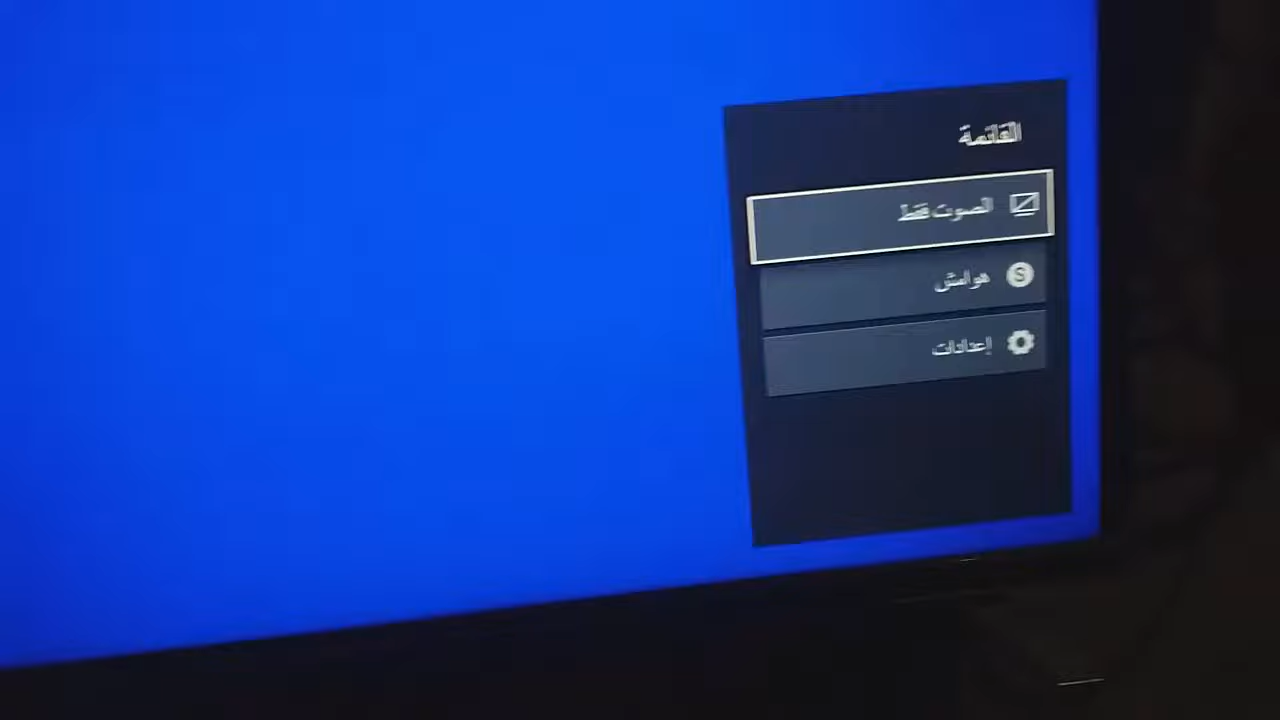 القائمة
الصوت فقط
هوامش
إعدادات